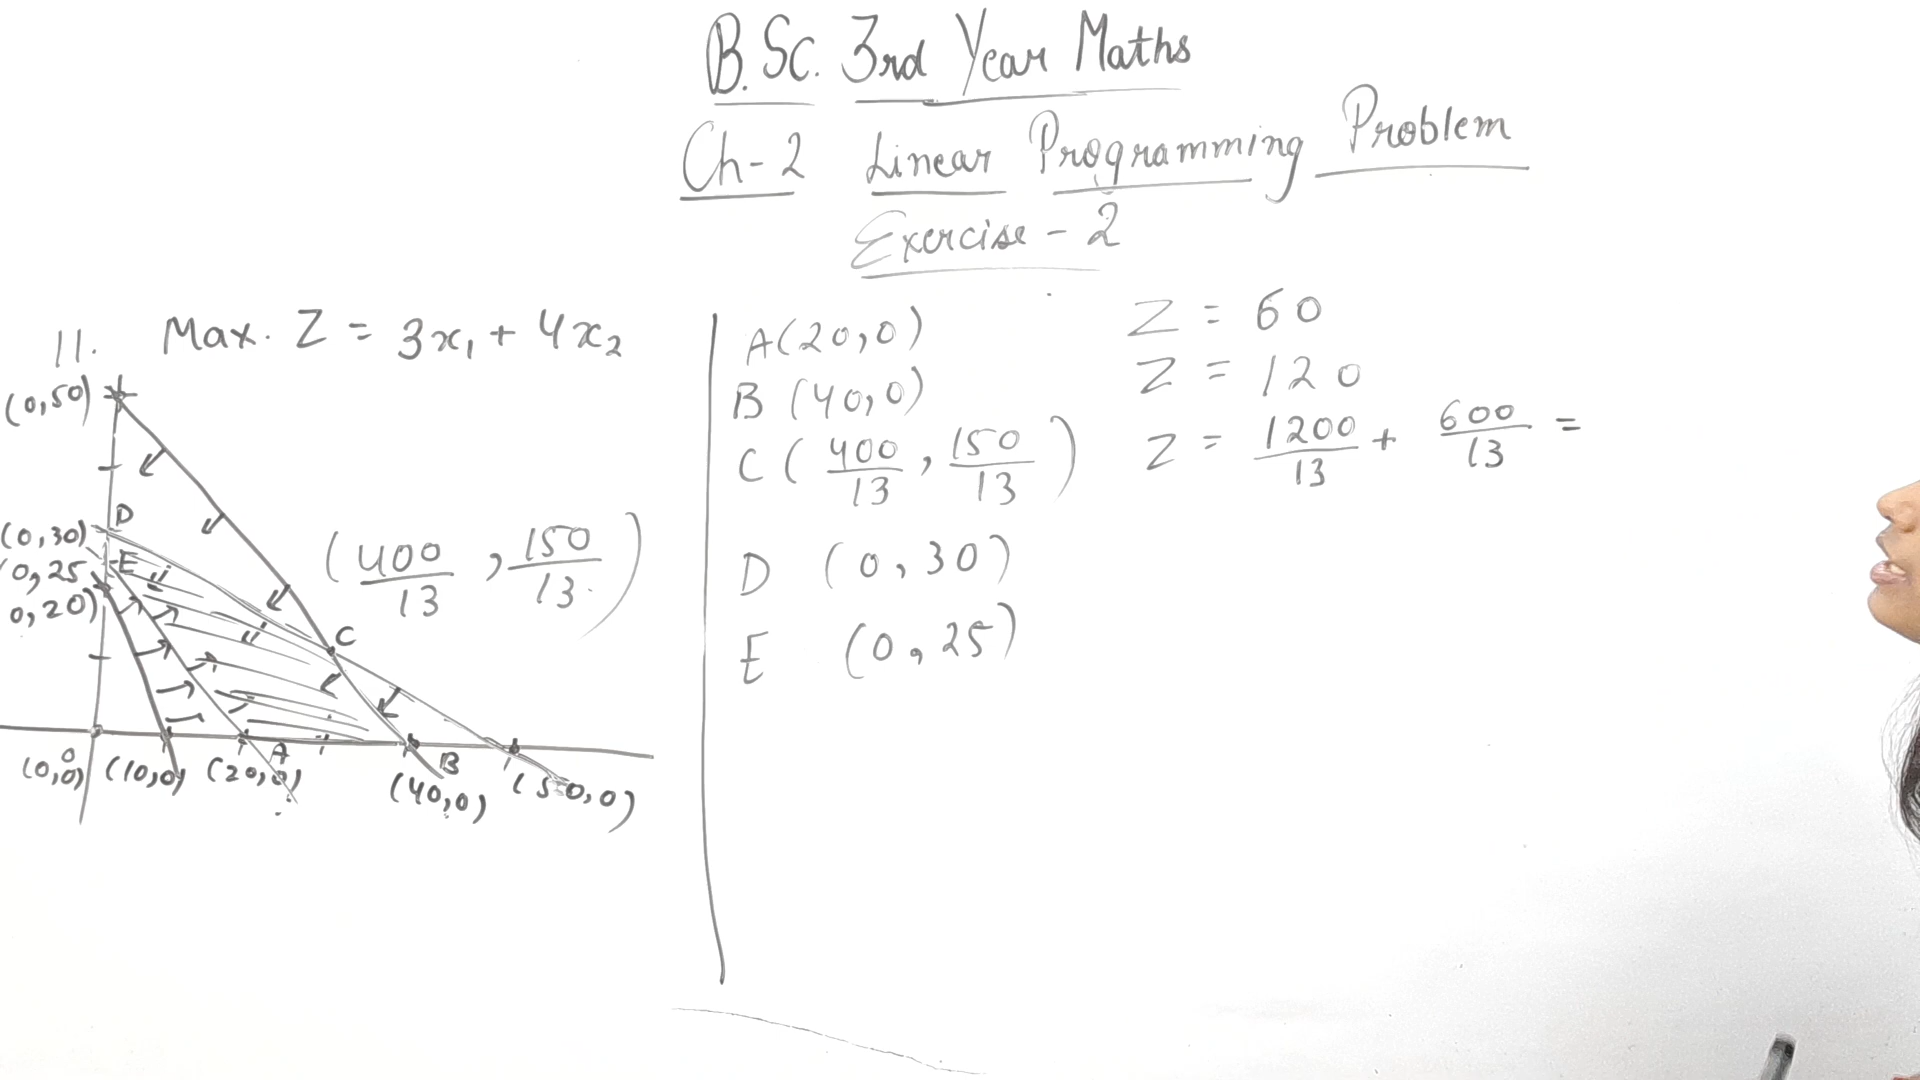 B.Sc. 3rd Year Maths
Ch-2 Linear Programming Problem
Exercise - 2
11. Max. Z = 3x₁ + 4x₂
(0,50)
D
(0,30)
E
0,25
0,20)
(400/13, 150/13)
C
O
A
B
(0,0) (10,0) (20,0) (40,0) (50,0)
A(20,0) Z = 60
B (40,0) Z = 120
C (400/13, 150/13) Z = 1200/13 + 600/13 =
D (0,30)
E (0,25)